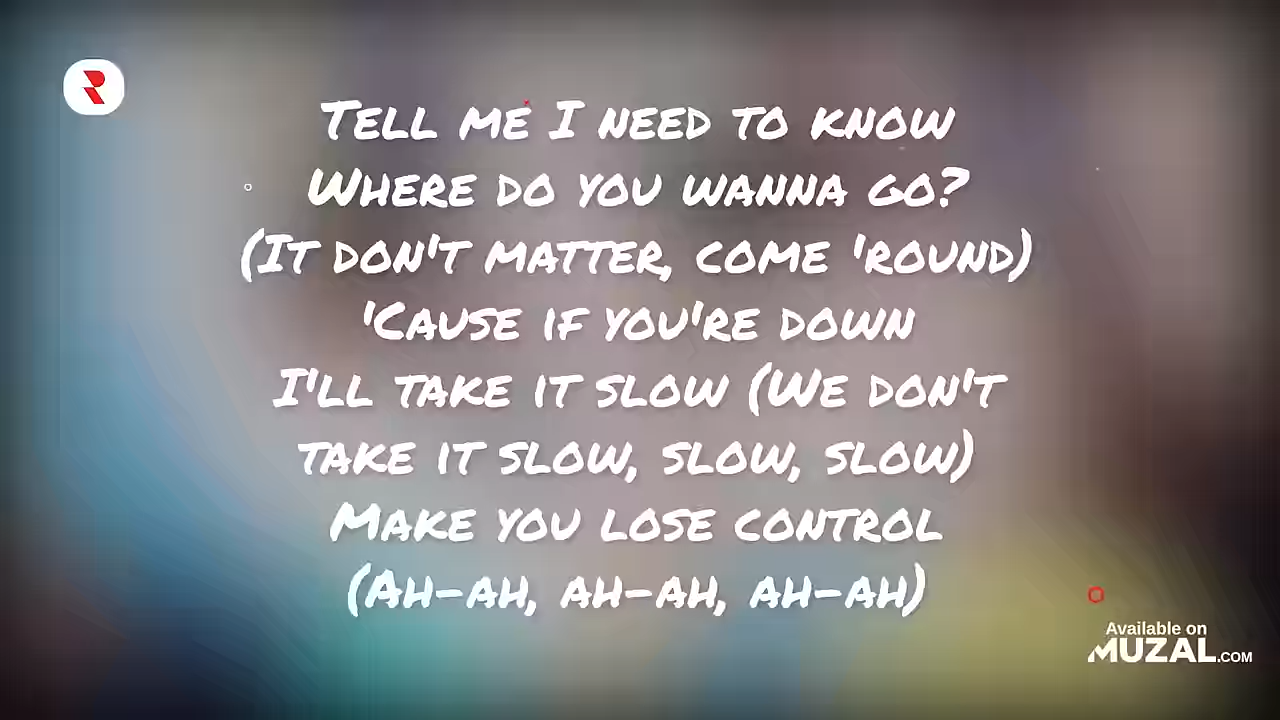 Tell me I need to know
Where do you wanna go?
(It don't matter, come 'round)
'Cause if you're down
I'll take it slow (We don't
take it slow, slow, slow)
Make you lose control
(Ah-ah, ah-ah, ah-ah)
R
Available on
MUZAL.COM